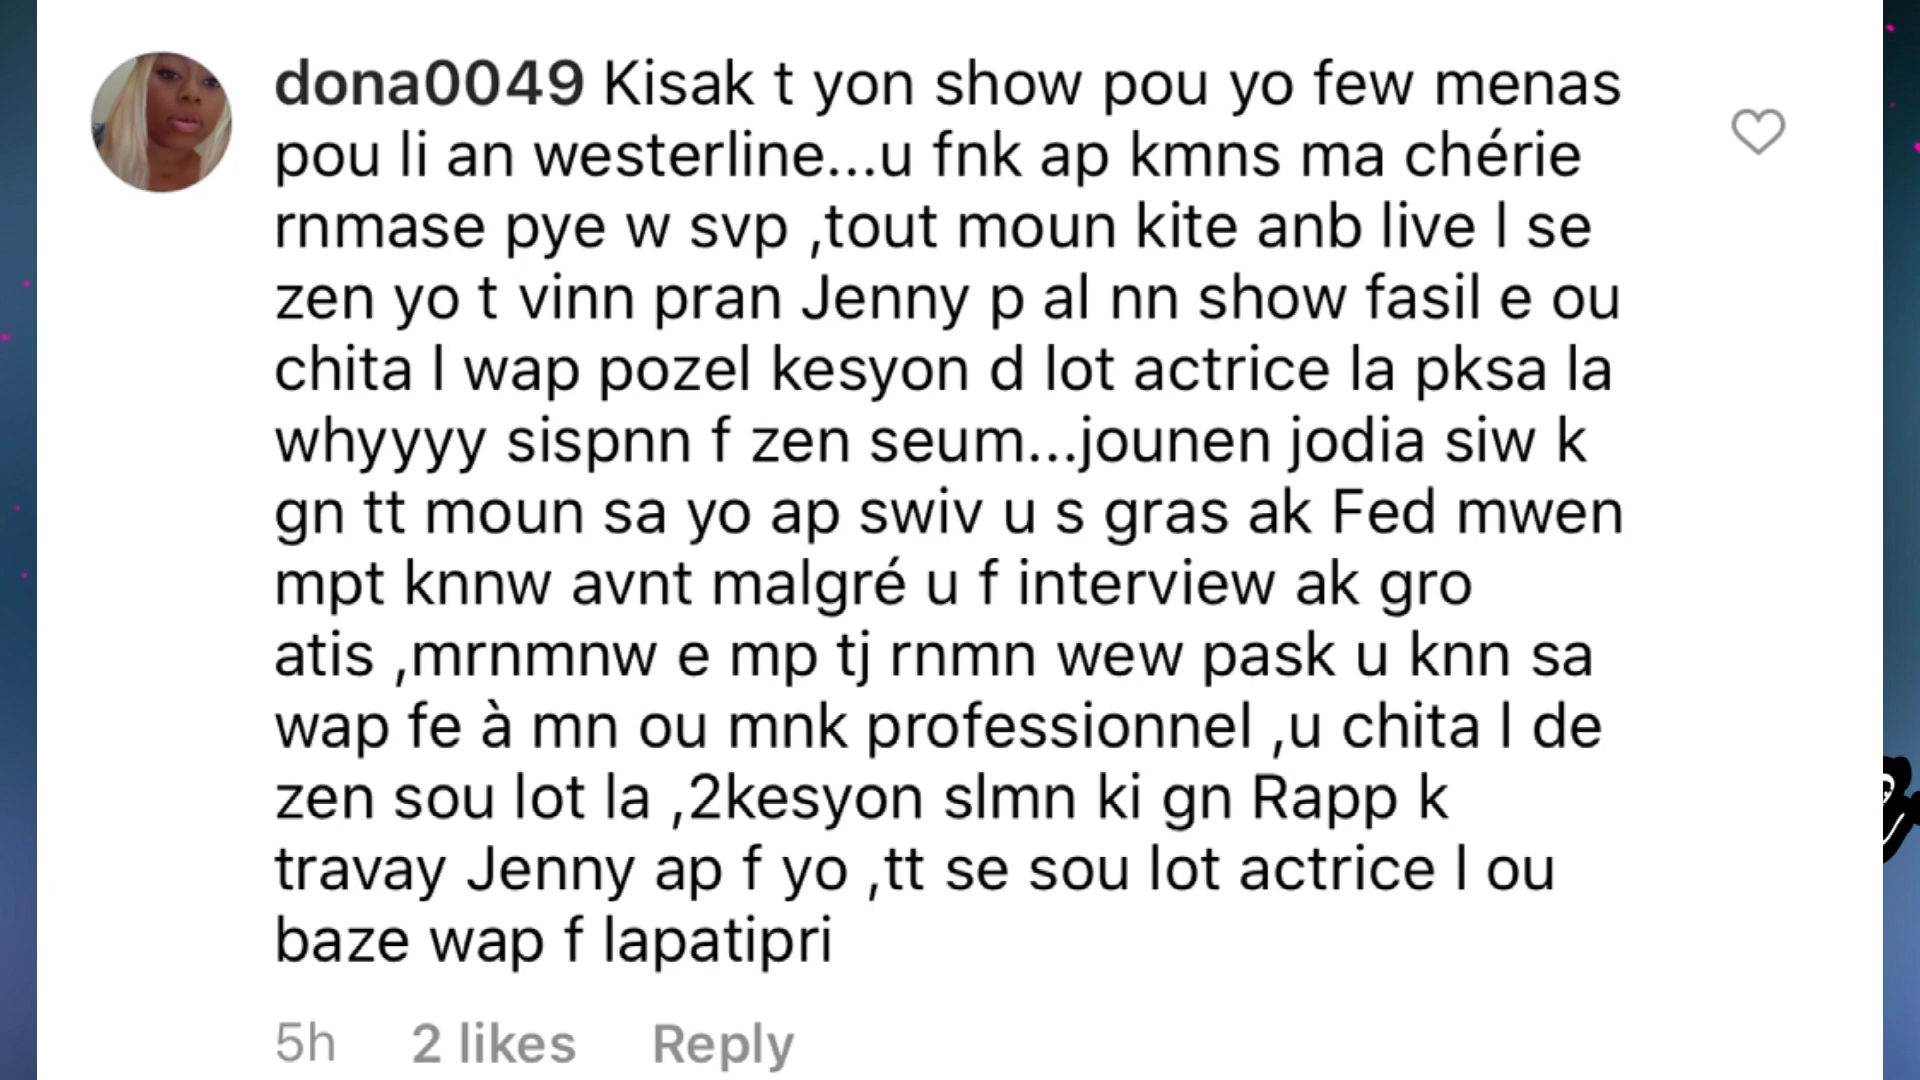 dona0049 Kisak t yon show pou yo few menas
pou li an westerline...u fnk ap kmns ma chérie
rnmase pye w svp ,tout moun kite anb live l se
zen yo t vinn pran Jenny p al nn show fasil e ou
chita l wap pozel kesyon d lot actrice la pksa la
whyyyy sispnn f zen seum...jounen jodia siw k
gn tt moun sa yo ap swiv u s gras ak Fed mwen
mpt knnw avnt malgré u f interview ak gro
atis ,mrnmnw e mp tj rnmn wew pask u knn sa
wap fe à mn ou mnk professionnel ,u chita l de
zen sou lot la ,2kesyon slmn ki gn Rapp k
travay Jenny ap f yo ,tt se sou lot actrice l ou
baze wap f lapatipri
5h 2 likes Reply